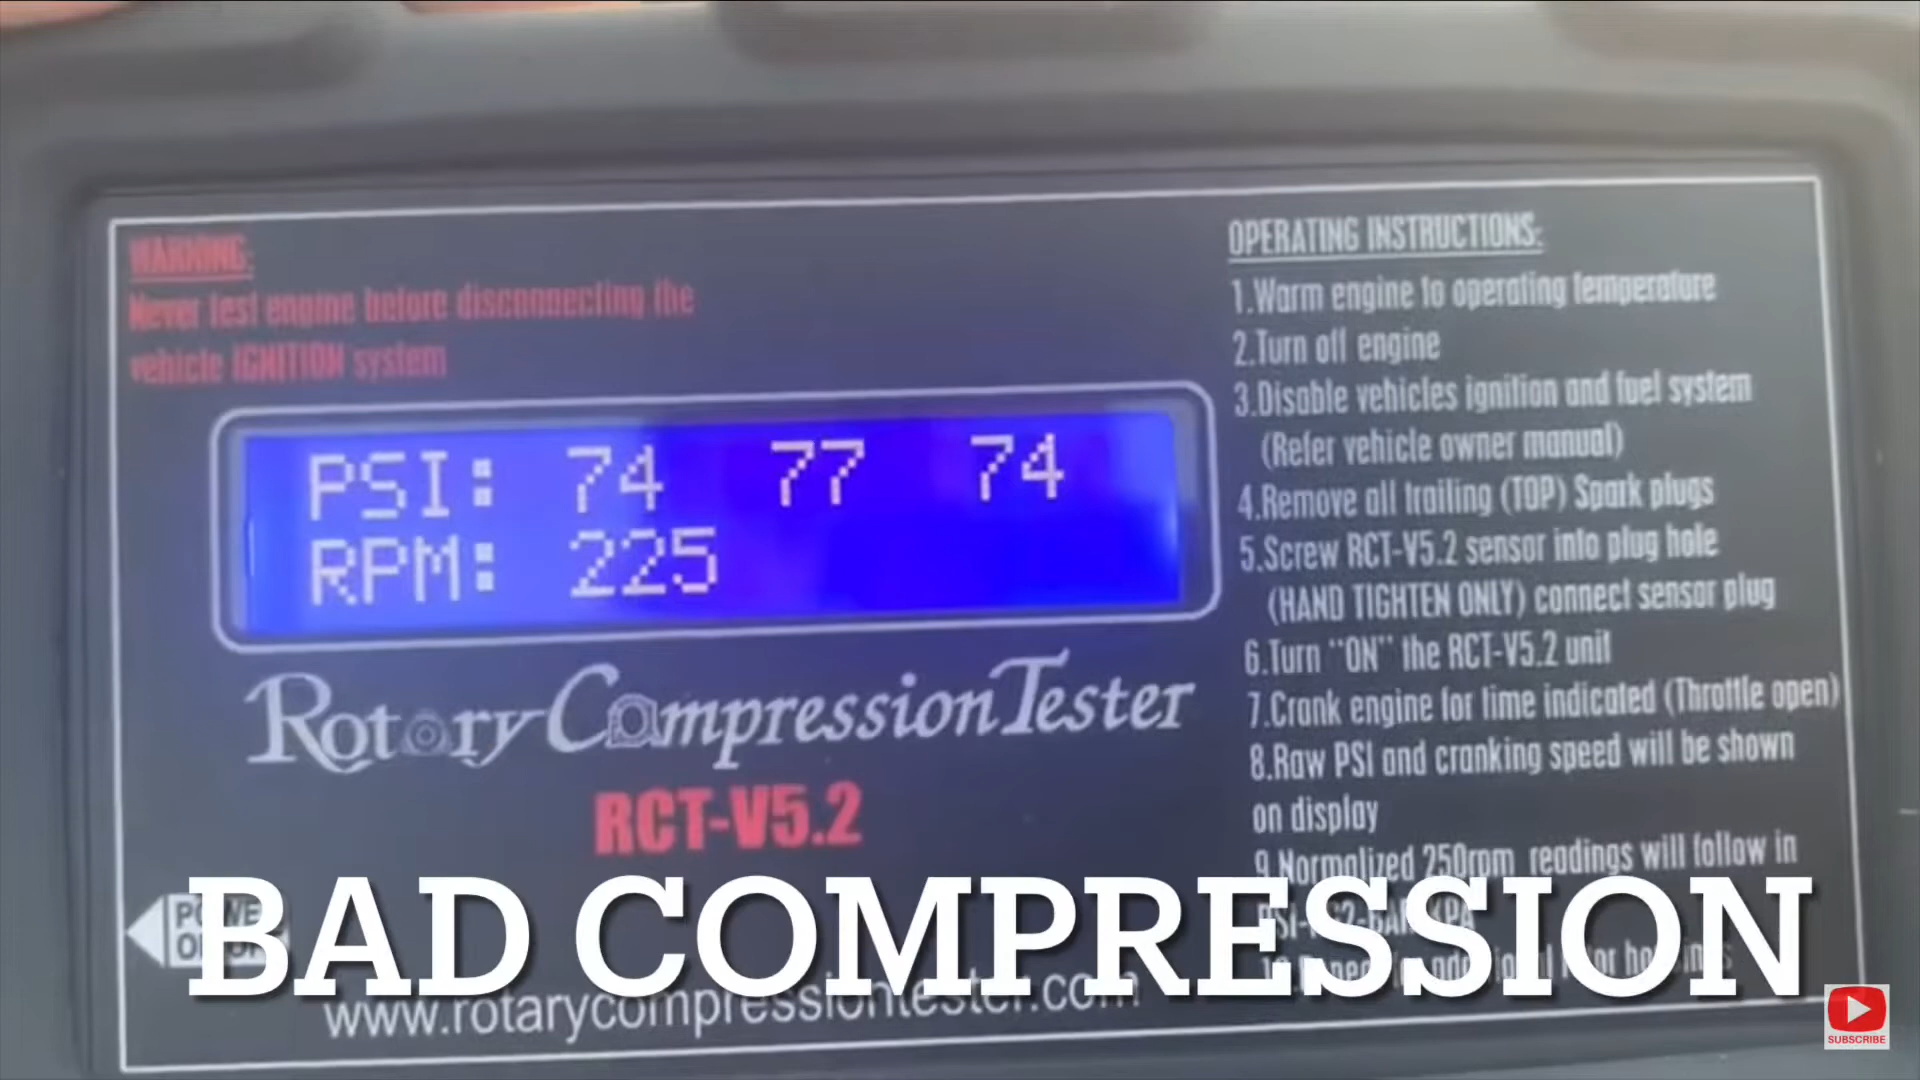 WARNING:
Never test engine before disconnecting the
vehicle IGNITION system
PSI: 74 77 74
RPM: 225
Rotary Compression Tester
RCT-V5.2
www.rotarycompressiontester.com
OPERATING INSTRUCTIONS:
1.Warm engine to operating temperature
2.Turn off engine
3.Disable vehicles ignition and fuel system
(Refer vehicle owner manual)
4.Remove all trailing (TOP) Spark plugs
5.Screw RCT-V5.2 sensor into plug hole
(HAND TIGHTEN ONLY) connect sensor plug
6.Turn "ON" the RCT-V5.2 unit
7.Crank engine for time indicated (Throttle open)
8.Raw PSI and cranking speed will be shown
on display
9.Normalized 250rpm readings will follow in
BAD COMPRESSION
SUBSCRIBE